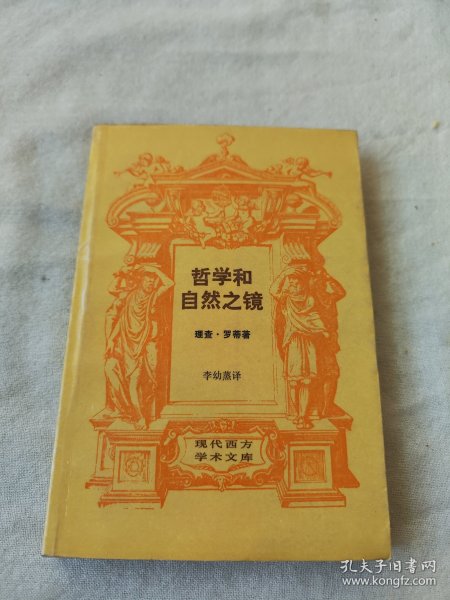 哲学和
自然之镜
理查·罗蒂著
李幼蒸译
现代西方
学术文库
孔夫子旧书网
www.kongfz.com